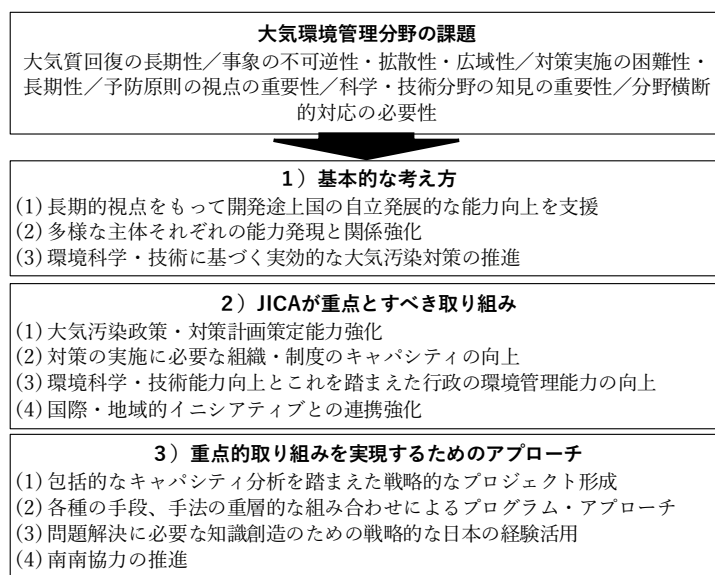 大気環境管理分野の課題
大気質回復の長期性／事象の不可逆性・拡散性・広域性／対策実施の困難性・
長期性／予防原則の視点の重要性／科学・技術分野の知見の重要性／分野横断
的対応の必要性
１）基本的な考え方
(1) 長期的視点をもって開発途上国の自立発展的な能力向上を支援
(2) 多様な主体それぞれの能力発現と関係強化
(3) 環境科学・技術に基づく実効的な大気汚染対策の推進
２）JICAが重点とすべき取り組み
(1) 大気汚染政策・対策計画策定能力強化
(2) 対策の実施に必要な組織・制度のキャパシティの向上
(3) 環境科学・技術能力向上とこれを踏まえた行政の環境管理能力の向上
(4) 国際・地域的イニシアティブとの連携強化
３）重点的取り組みを実現するためのアプローチ
(1) 包括的なキャパシティ分析を踏まえた戦略的なプロジェクト形成
(2) 各種の手段、手法の重層的な組み合わせによるプログラム・アプローチ
(3) 問題解決に必要な知識創造のための戦略的な日本の経験活用
(4) 南南協力の推進